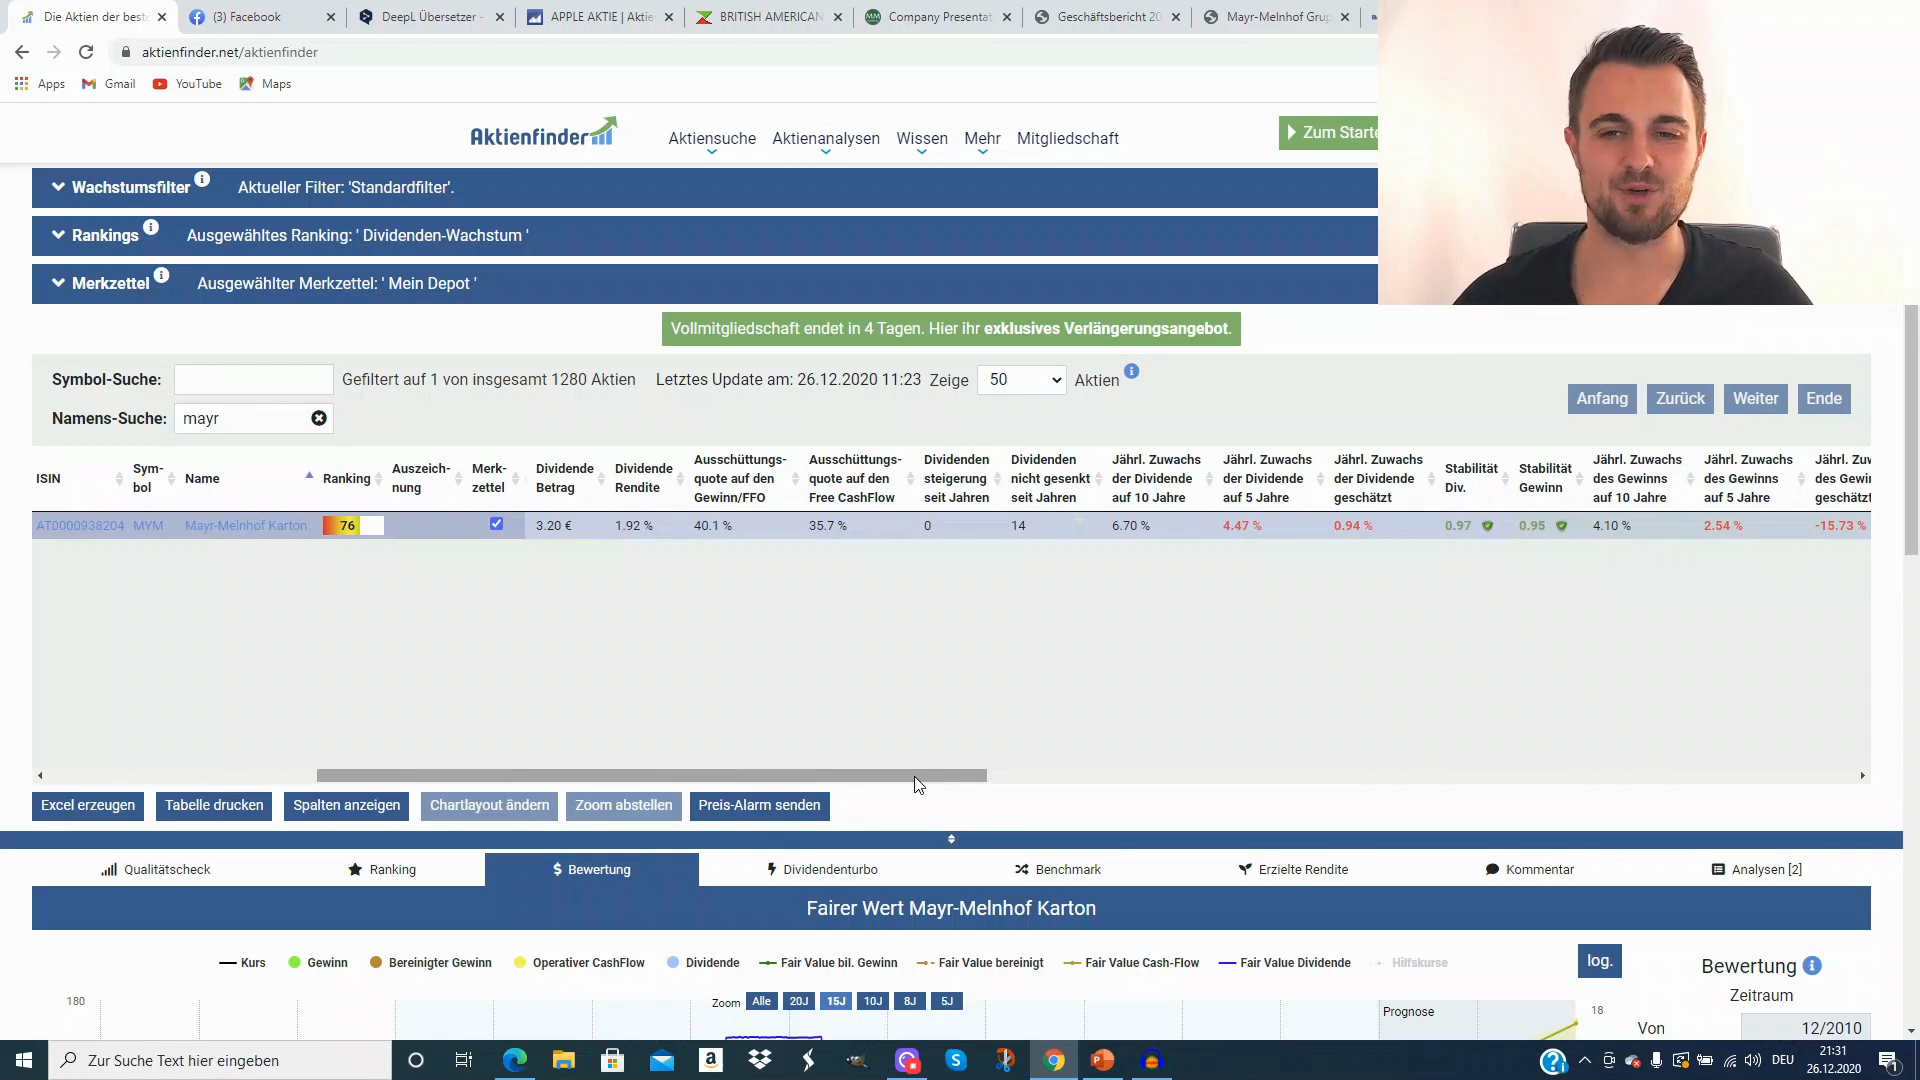 Die Aktien der best
(3) Facebook
DeepL Übersetzer -
APPLE AKTIE | Aktie
BRITISH AMERICAN
Company Presentat
Geschäftsbericht 20
Mayr-Melnhof Grup
aktienfinder.net/aktienfinder
Apps
Gmail
YouTube
Maps
Aktienfinder
Aktiensuche
Aktienanalysen
Wissen
Mehr
Mitgliedschaft
Zum Starte
Wachstumsfilter
Aktueller Filter: 'Standardfilter'.
Rankings
Ausgewähltes Ranking: ' Dividenden-Wachstum '
Merkzettel
Ausgewählter Merkzettel: ' Mein Depot '
Vollmitgliedschaft endet in 4 Tagen. Hier ihr exklusives Verlängerungsangebot.
Symbol-Suche:
Gefiltert auf 1 von insgesamt 1280 Aktien
Letztes Update am: 26.12.2020 11:23
Zeige
50
Aktien
Namens-Suche:
mayr
Anfang
Zurück
Weiter
Ende
ISIN
Sym-
bol
Name
Ranking
Auszeich-
nung
Merk-
zettel
Dividende
Betrag
Dividende
Rendite
Ausschüttungs-
quote auf den
Gewinn/FFO
Ausschüttungs-
quote auf den
Free CashFlow
Dividenden
steigerung
seit Jahren
Dividenden
nicht gesenkt
seit Jahren
Jährl. Zuwachs
der Dividende
auf 10 Jahre
Jährl. Zuwachs
der Dividende
auf 5 Jahre
Jährl. Zuwachs
der Dividende
geschätzt
Stabilität
Div.
Stabilität
Gewinn
Jährl. Zuwachs
des Gewinns
auf 10 Jahre
Jährl. Zuwachs
des Gewinns
auf 5 Jahre
Jährl. Zuw
des Gewi
geschätzt
AT0000938204
MYM
Mayr-Melnhof Karton
76
3.20 €
1.92 %
40.1 %
35.7 %
0
14
6.70 %
4.47 %
0.94 %
0.97
0.95
4.10 %
2.54 %
-15.73 %
Excel erzeugen
Tabelle drucken
Spalten anzeigen
Chartlayout ändern
Zoom abstellen
Preis-Alarm senden
Qualitätscheck
Ranking
$ Bewertung
Dividendenturbo
Benchmark
Erzielte Rendite
Kommentar
Analysen [2]
Fairer Wert Mayr-Melnhof Karton
Kurs
Gewinn
Bereinigter Gewinn
Operativer CashFlow
Dividende
Fair Value bil. Gewinn
Fair Value bereinigt
Fair Value Cash-Flow
Fair Value Dividende
Hilfskurse
log.
Bewertung
Zeitraum
180
Zoom
Alle
20J
15J
10J
8J
5J
Prognose
18
Von
12/2010
Zur Suche Text hier eingeben
DEU
21:31
26.12.2020
1